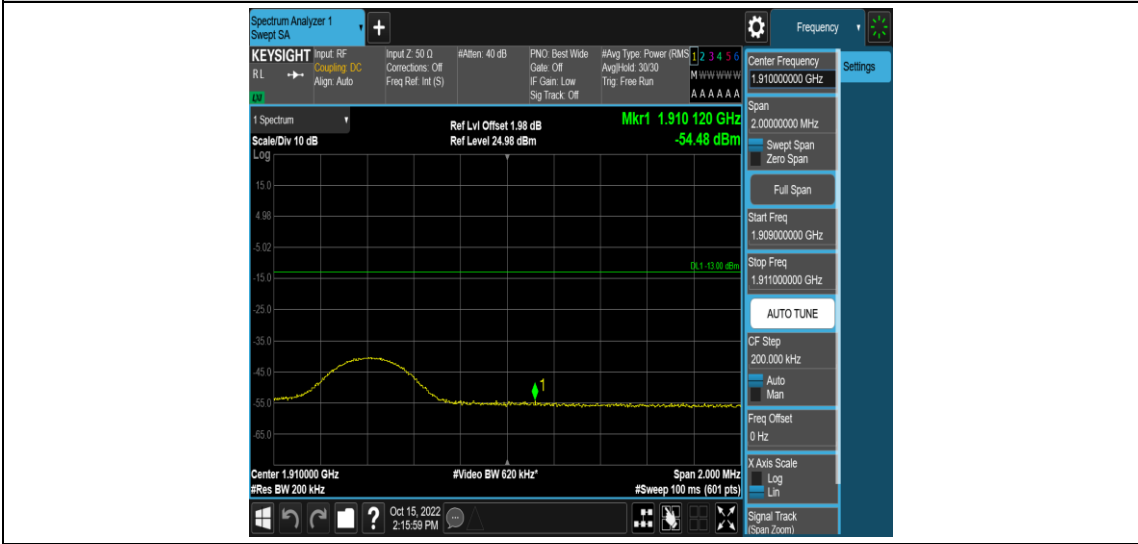 Spectrum Analyzer 1
Swept SA
+
Frequency
KEYSIGHT
RL
LXI
Input: RF
Coupling: DC
Align: Auto
Input Z: 50 Ω
Corrections: Off
Freq Ref: Int (S)
#Atten: 40 dB
PNO: Best Wide
Gate: Off
IF Gain: Low
Sig Track: Off
#Avg Type: Power (RMS
Avg|Hold: 30/30
Trig: Free Run
1 2 3 4 5 6
M W W W W W
A A A A A A
1 Spectrum
Scale/Div 10 dB
Ref Lvl Offset 1.98 dB
Ref Level 24.98 dBm
Mkr1 1.910 120 GHz
-54.48 dBm
Log
15.0
4.98
-5.02
-15.0
-25.0
-35.0
-45.0
-55.0
-65.0
DL1 -13.00 dBm
1
Center 1.910000 GHz
#Res BW 200 kHz
#Video BW 620 kHz*
Span 2.000 MHz
#Sweep 100 ms (601 pts)
?
Oct 15, 2022
2:15:59 PM
Center Frequency
1.910000000 GHz
Settings
Span
2.00000000 MHz
Swept Span
Zero Span
Full Span
Start Freq
1.909000000 GHz
Stop Freq
1.911000000 GHz
AUTO TUNE
CF Step
200.000 kHz
Auto
Man
Freq Offset
0 Hz
X Axis Scale
Log
Lin
Signal Track
(Span Zoom)